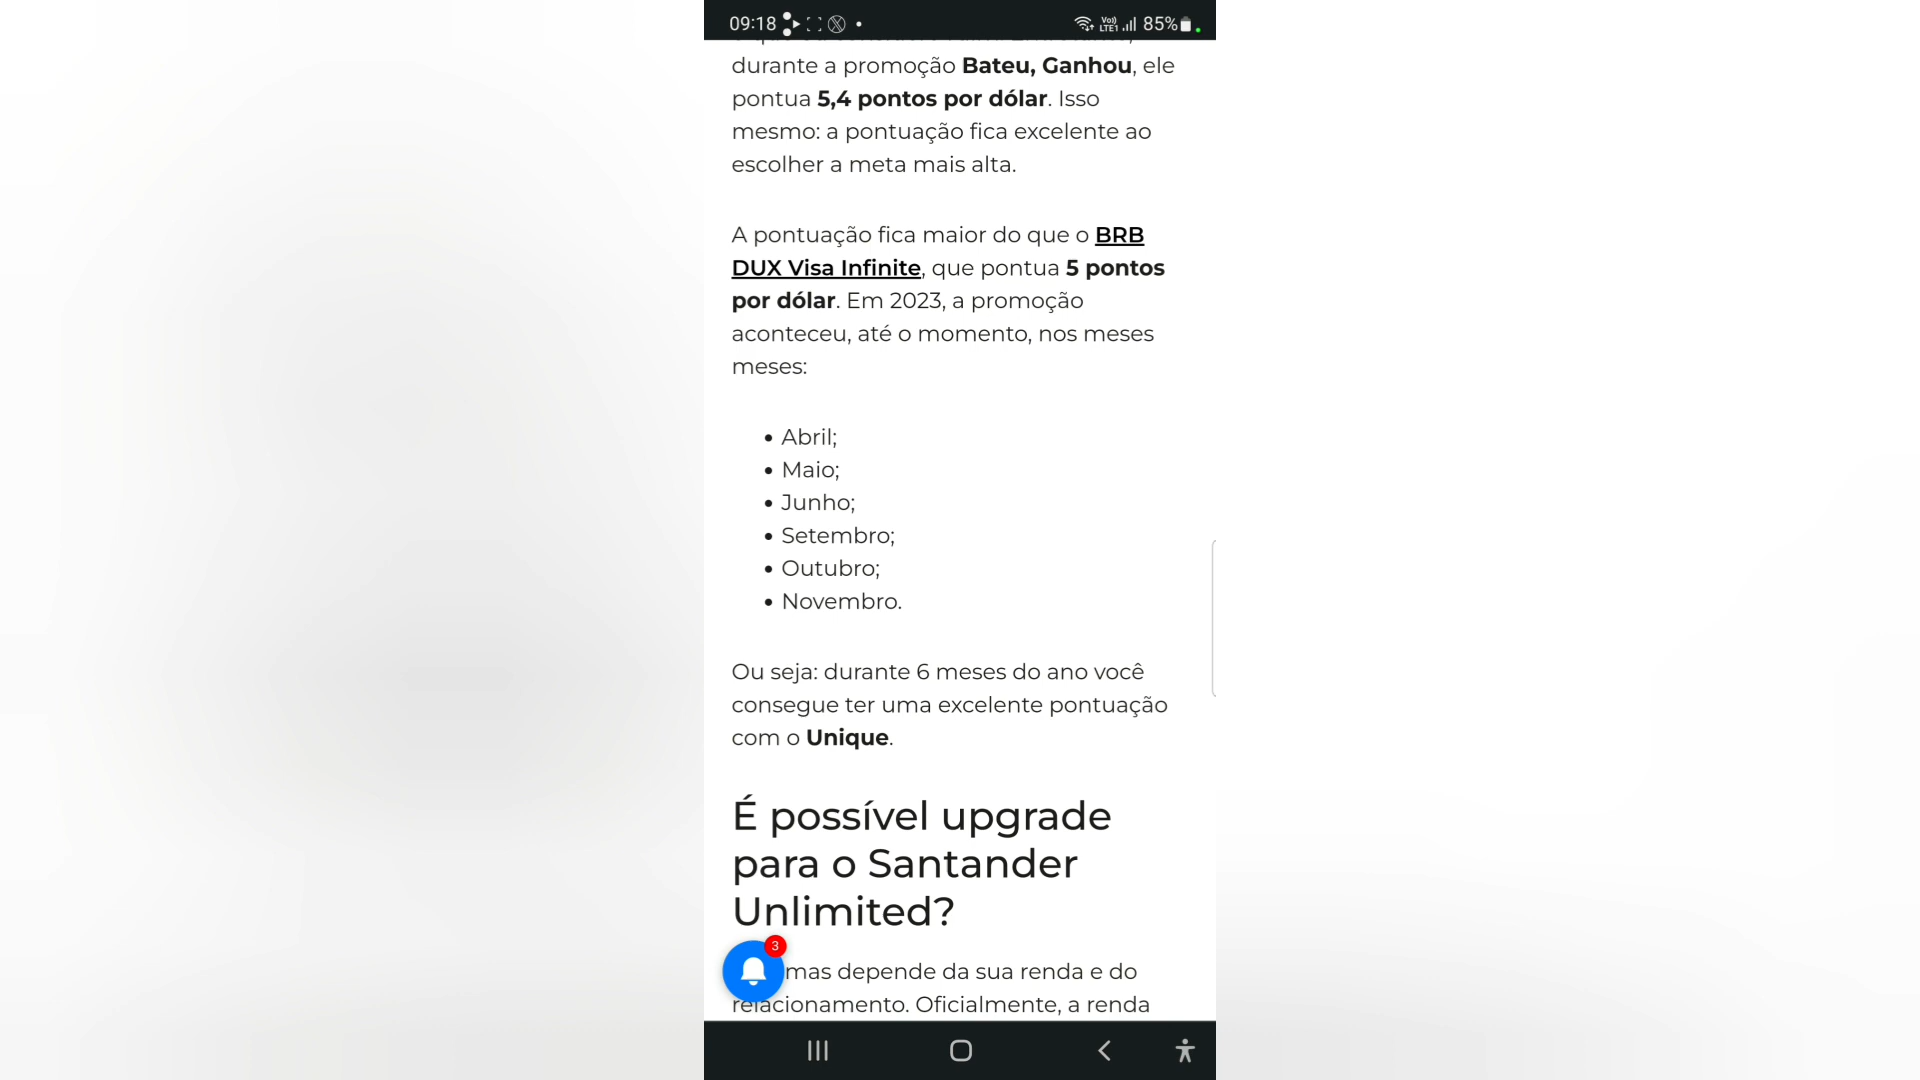 09:18
Vo)) LTE1 85%
durante a promoção Bateu, Ganhou, ele
pontua 5,4 pontos por dólar. Isso
mesmo: a pontuação fica excelente ao
escolher a meta mais alta.
A pontuação fica maior do que o BRB
DUX Visa Infinite, que pontua 5 pontos
por dólar. Em 2023, a promoção
aconteceu, até o momento, nos meses
meses:
• Abril;
• Maio;
• Junho;
• Setembro;
• Outubro;
• Novembro.
Ou seja: durante 6 meses do ano você
consegue ter uma excelente pontuação
com o Unique.
É possível upgrade
para o Santander
Unlimited?
3
mas depende da sua renda e do
relacionamento. Oficialmente, a renda